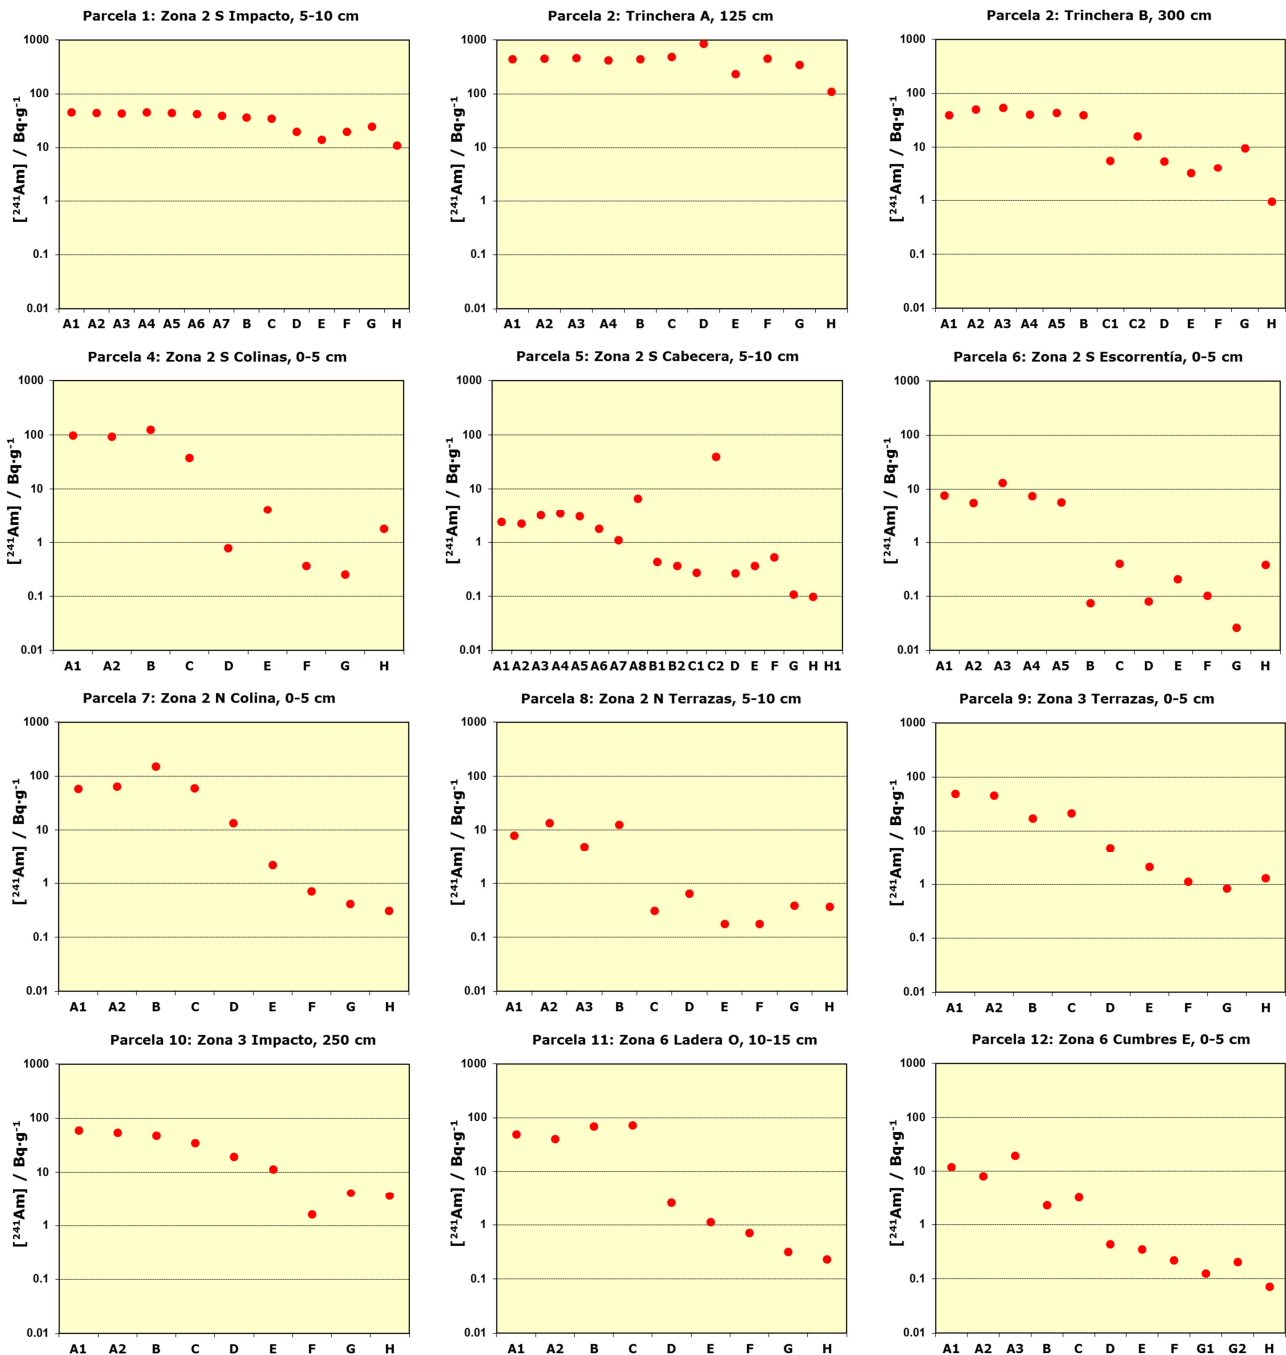 Parcela 1: Zona 2 S Impacto, 5-10 cm
[²⁴¹Am] / Bq·g⁻¹
1000
100
10
1
0.1
0.01
A1 A2 A3 A4 A5 A6 A7 B C D E F G H
Parcela 2: Trinchera A, 125 cm
[²⁴¹Am] / Bq·g⁻¹
1000
100
10
1
0.1
0.01
A1 A2 A3 A4 B C D E F G H
Parcela 2: Trinchera B, 300 cm
[²⁴¹Am] / Bq·g⁻¹
1000
100
10
1
0.1
0.01
A1 A2 A3 A4 A5 B C1 C2 D E F G H
Parcela 4: Zona 2 S Colinas, 0-5 cm
[²⁴¹Am] / Bq·g⁻¹
1000
100
10
1
0.1
0.01
A1 A2 B C D E F G H
Parcela 5: Zona 2 S Cabecera, 5-10 cm
[²⁴¹Am] / Bq·g⁻¹
1000
100
10
1
0.1
0.01
A1 A2 A3 A4 A5 A6 A7 A8 B1 B2 C1 C2 D E F G H H1
Parcela 6: Zona 2 S Escorrentía, 0-5 cm
[²⁴¹Am] / Bq·g⁻¹
1000
100
10
1
0.1
0.01
A1 A2 A3 A4 A5 B C D E F G H
Parcela 7: Zona 2 N Colina, 0-5 cm
[²⁴¹Am] / Bq·g⁻¹
1000
100
10
1
0.1
0.01
A1 A2 B C D E F G H
Parcela 8: Zona 2 N Terrazas, 5-10 cm
[²⁴¹Am] / Bq·g⁻¹
1000
100
10
1
0.1
0.01
A1 A2 A3 B C D E F G H
Parcela 9: Zona 3 Terrazas, 0-5 cm
[²⁴¹Am] / Bq·g⁻¹
1000
100
10
1
0.1
0.01
A1 A2 B C D E F G H
Parcela 10: Zona 3 Impacto, 250 cm
[²⁴¹Am] / Bq·g⁻¹
1000
100
10
1
0.1
0.01
A1 A2 B C D E F G H
Parcela 11: Zona 6 Ladera O, 10-15 cm
[²⁴¹Am] / Bq·g⁻¹
1000
100
10
1
0.1
0.01
A1 A2 B C D E F G H
Parcela 12: Zona 6 Cumbres E, 0-5 cm
[²⁴¹Am] / Bq·g⁻¹
1000
100
10
1
0.1
0.01
A1 A2 A3 B C D E F G1 G2 H